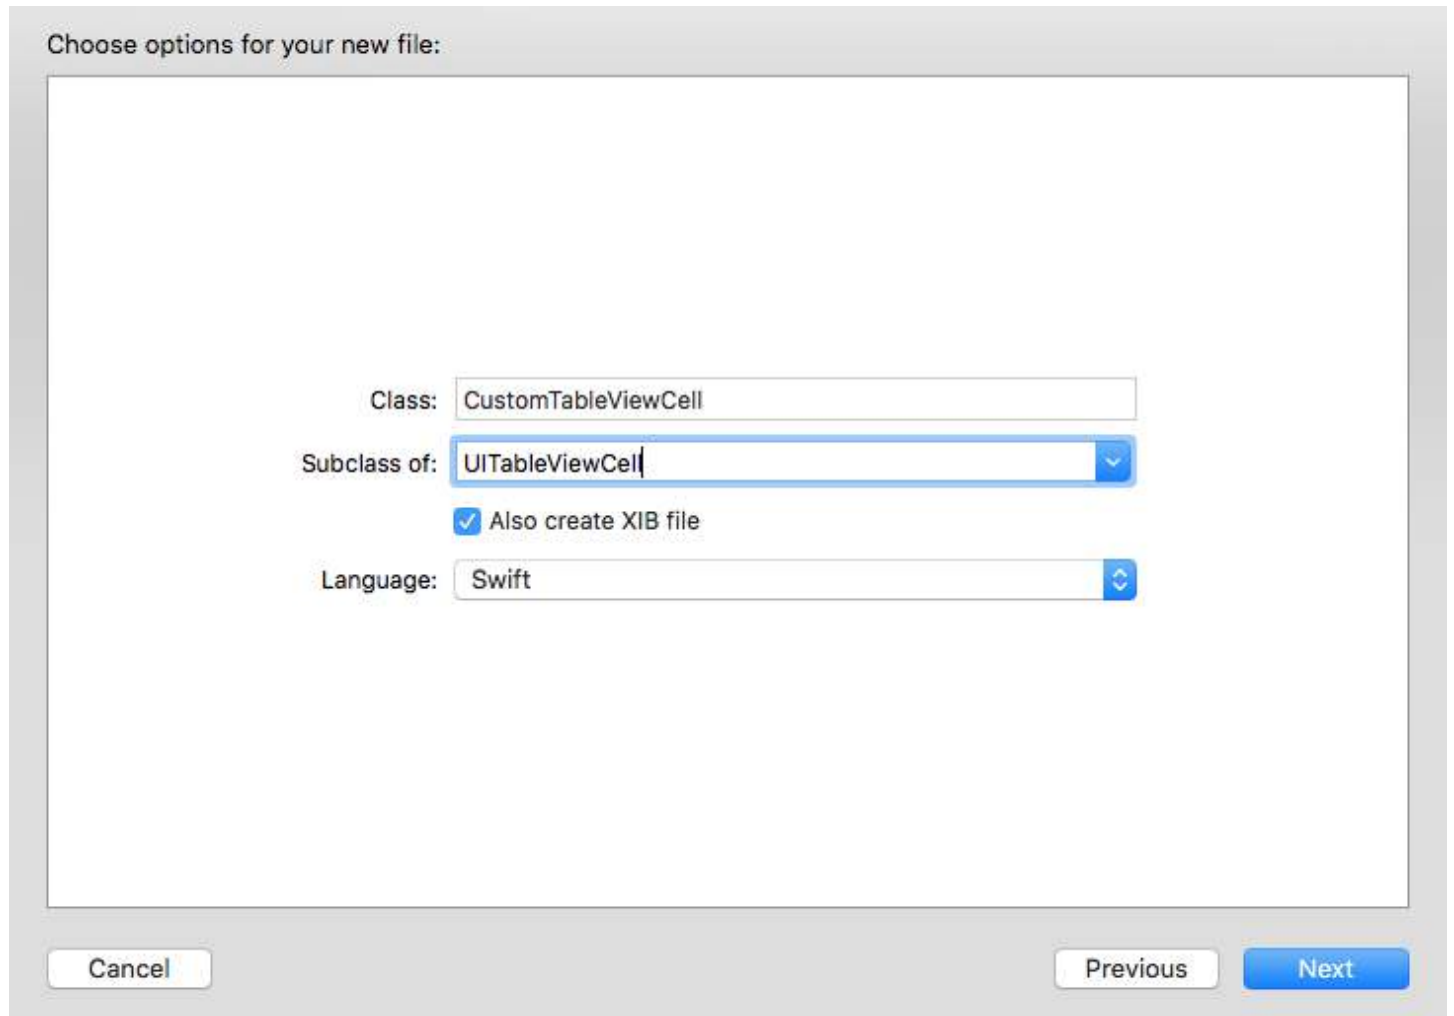 Choose options for your new file:
Class: CustomTableViewCell
Subclass of: UITableViewCell
Also create XIB file
Language: Swift
Cancel Previous Next